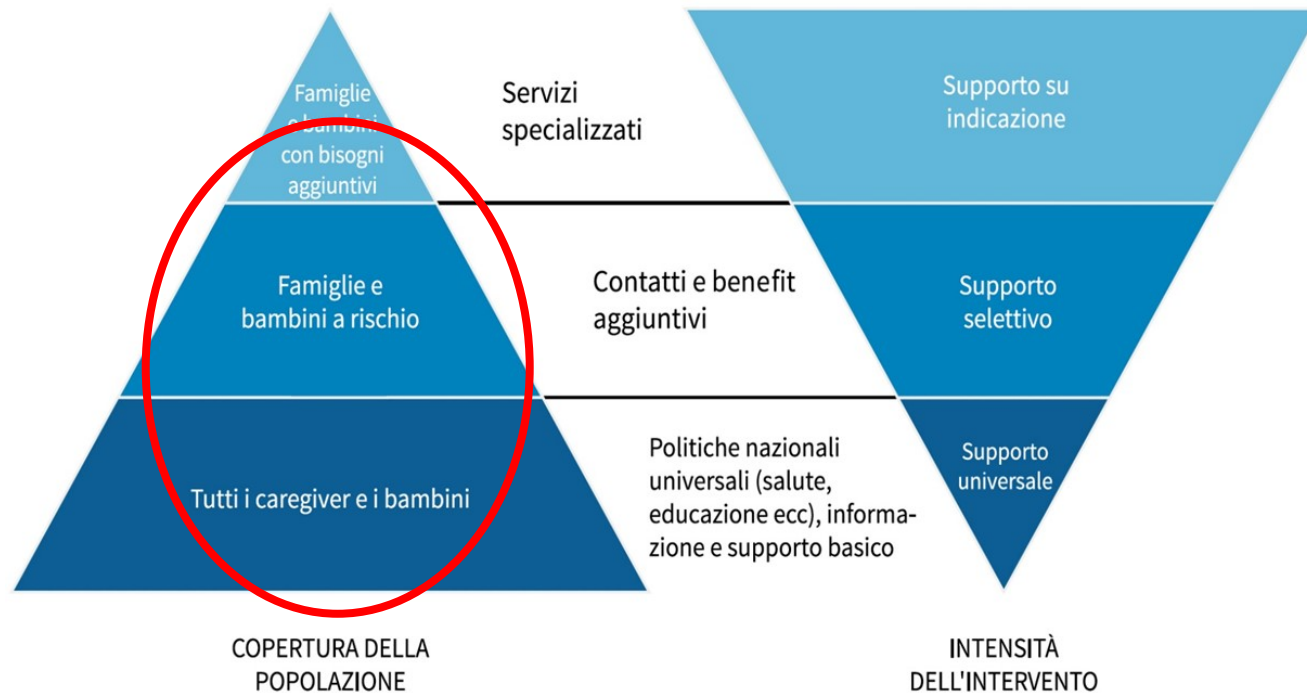 Famiglie
e bambini
con bisogni
aggiuntivi
Servizi
specializzati
Supporto su
indicazione
Famiglie e
bambini a rischio
Contatti e benefit
aggiuntivi
Supporto
selettivo
Tutti i caregiver e i bambini
Politiche nazionali
universali (salute,
educazione ecc), informa-
zione e supporto basico
Supporto
universale
COPERTURA DELLA
POPOLAZIONE
INTENSITÀ
DELL'INTERVENTO